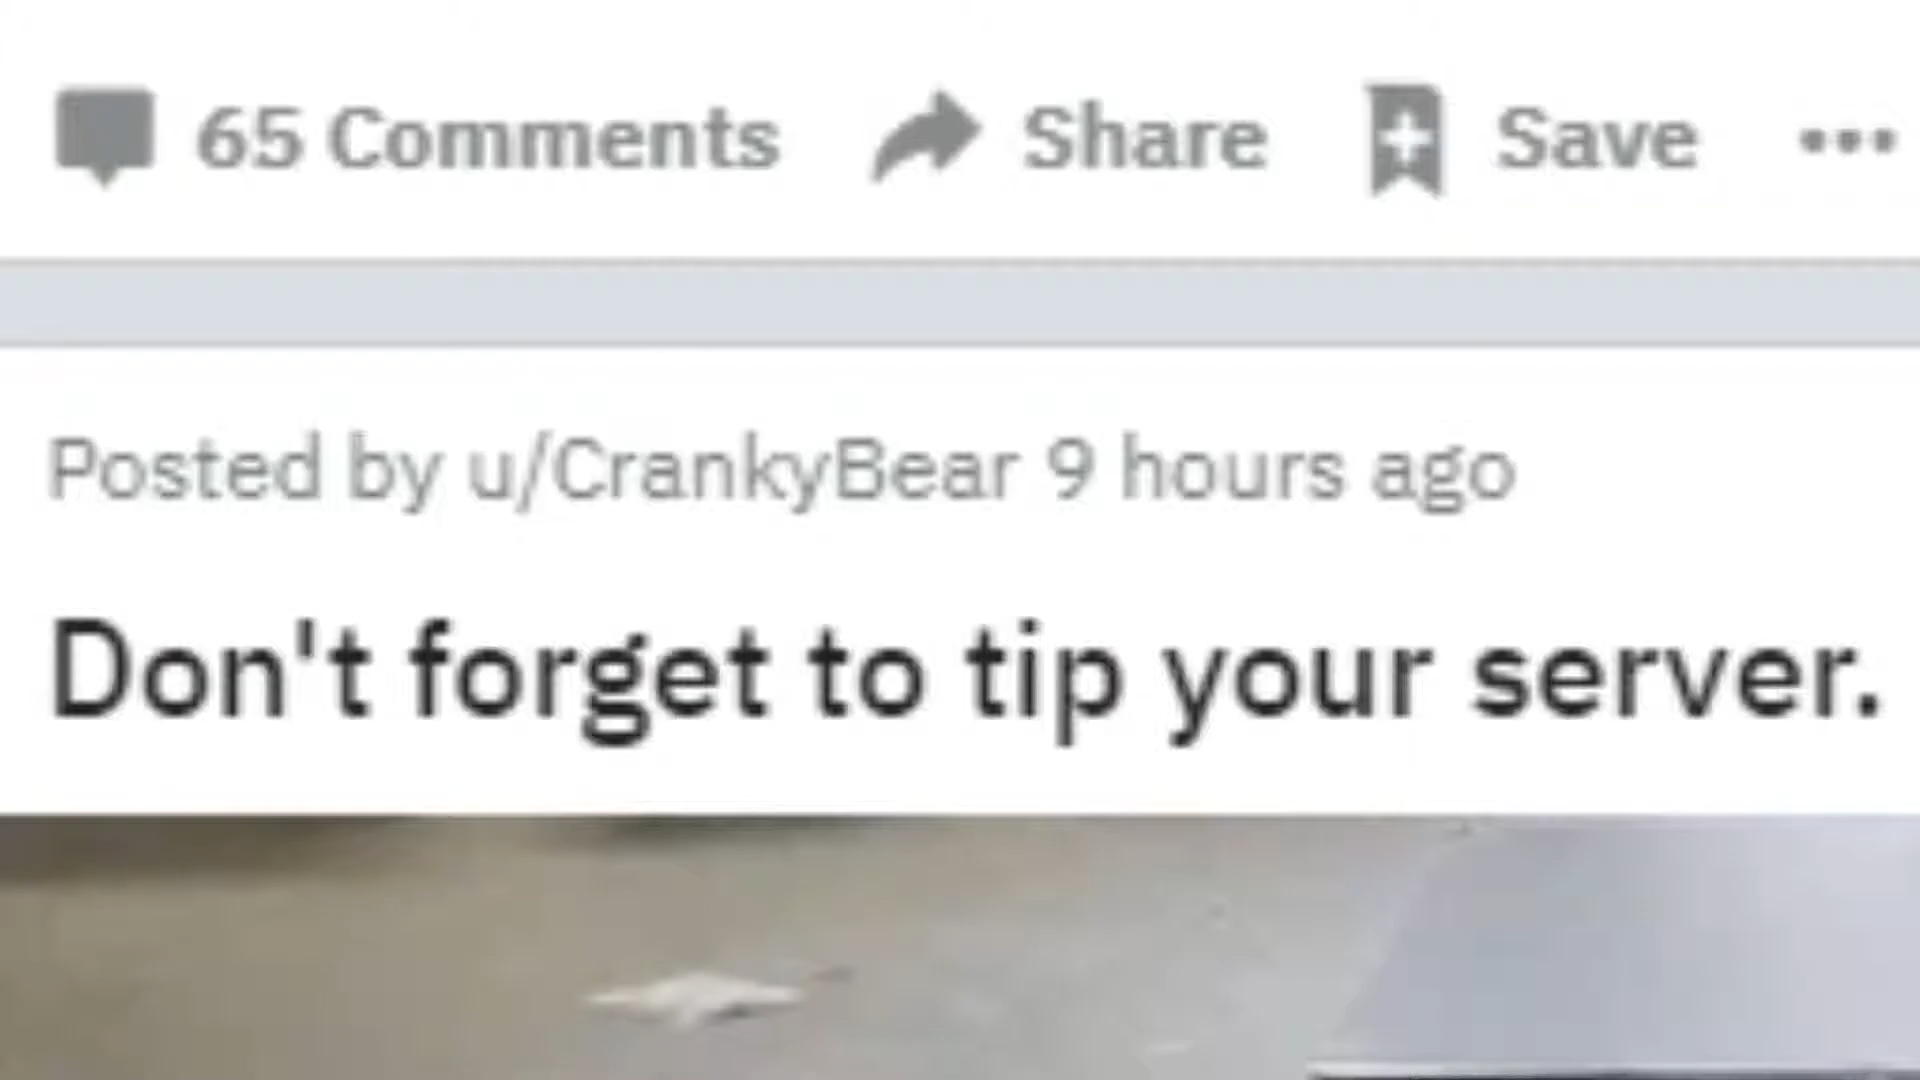 65 Comments Share Save
Posted by u/CrankyBear 9 hours ago
Don't forget to tip your server.